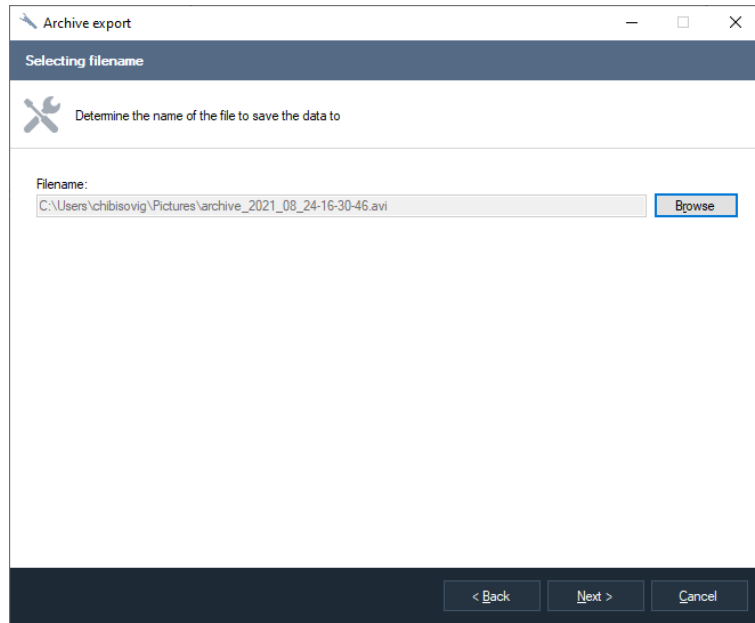 Archive export
Selecting filename
Determine the name of the file to save the data to
Filename:
C:\Users\chibisovig\Pictures\archive_2021_08_24-16-30-46.avi
Browse
< Back Next > Cancel